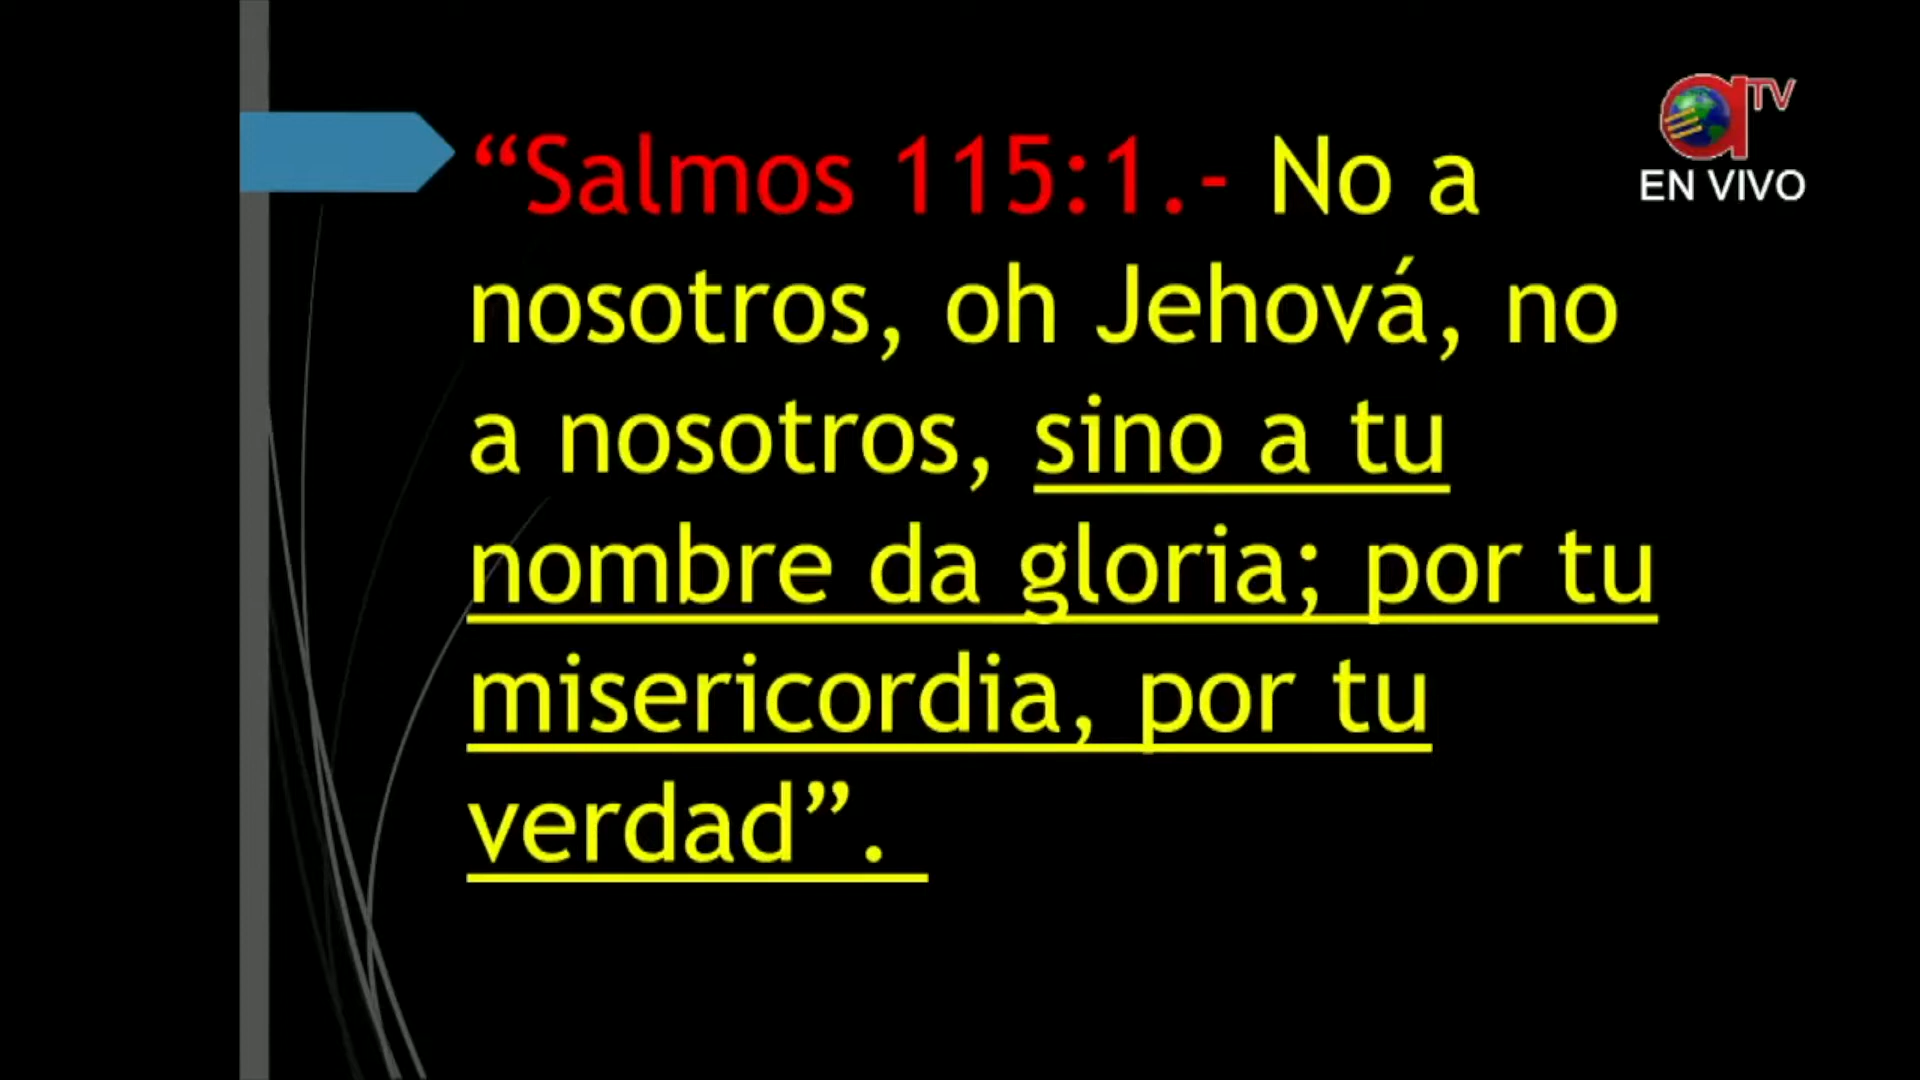 “Salmos 115:1.- No a
nosotros, oh Jehová, no
a nosotros, sino a tu
nombre da gloria; por tu
misericordia, por tu
verdad”.
a TV
EN VIVO